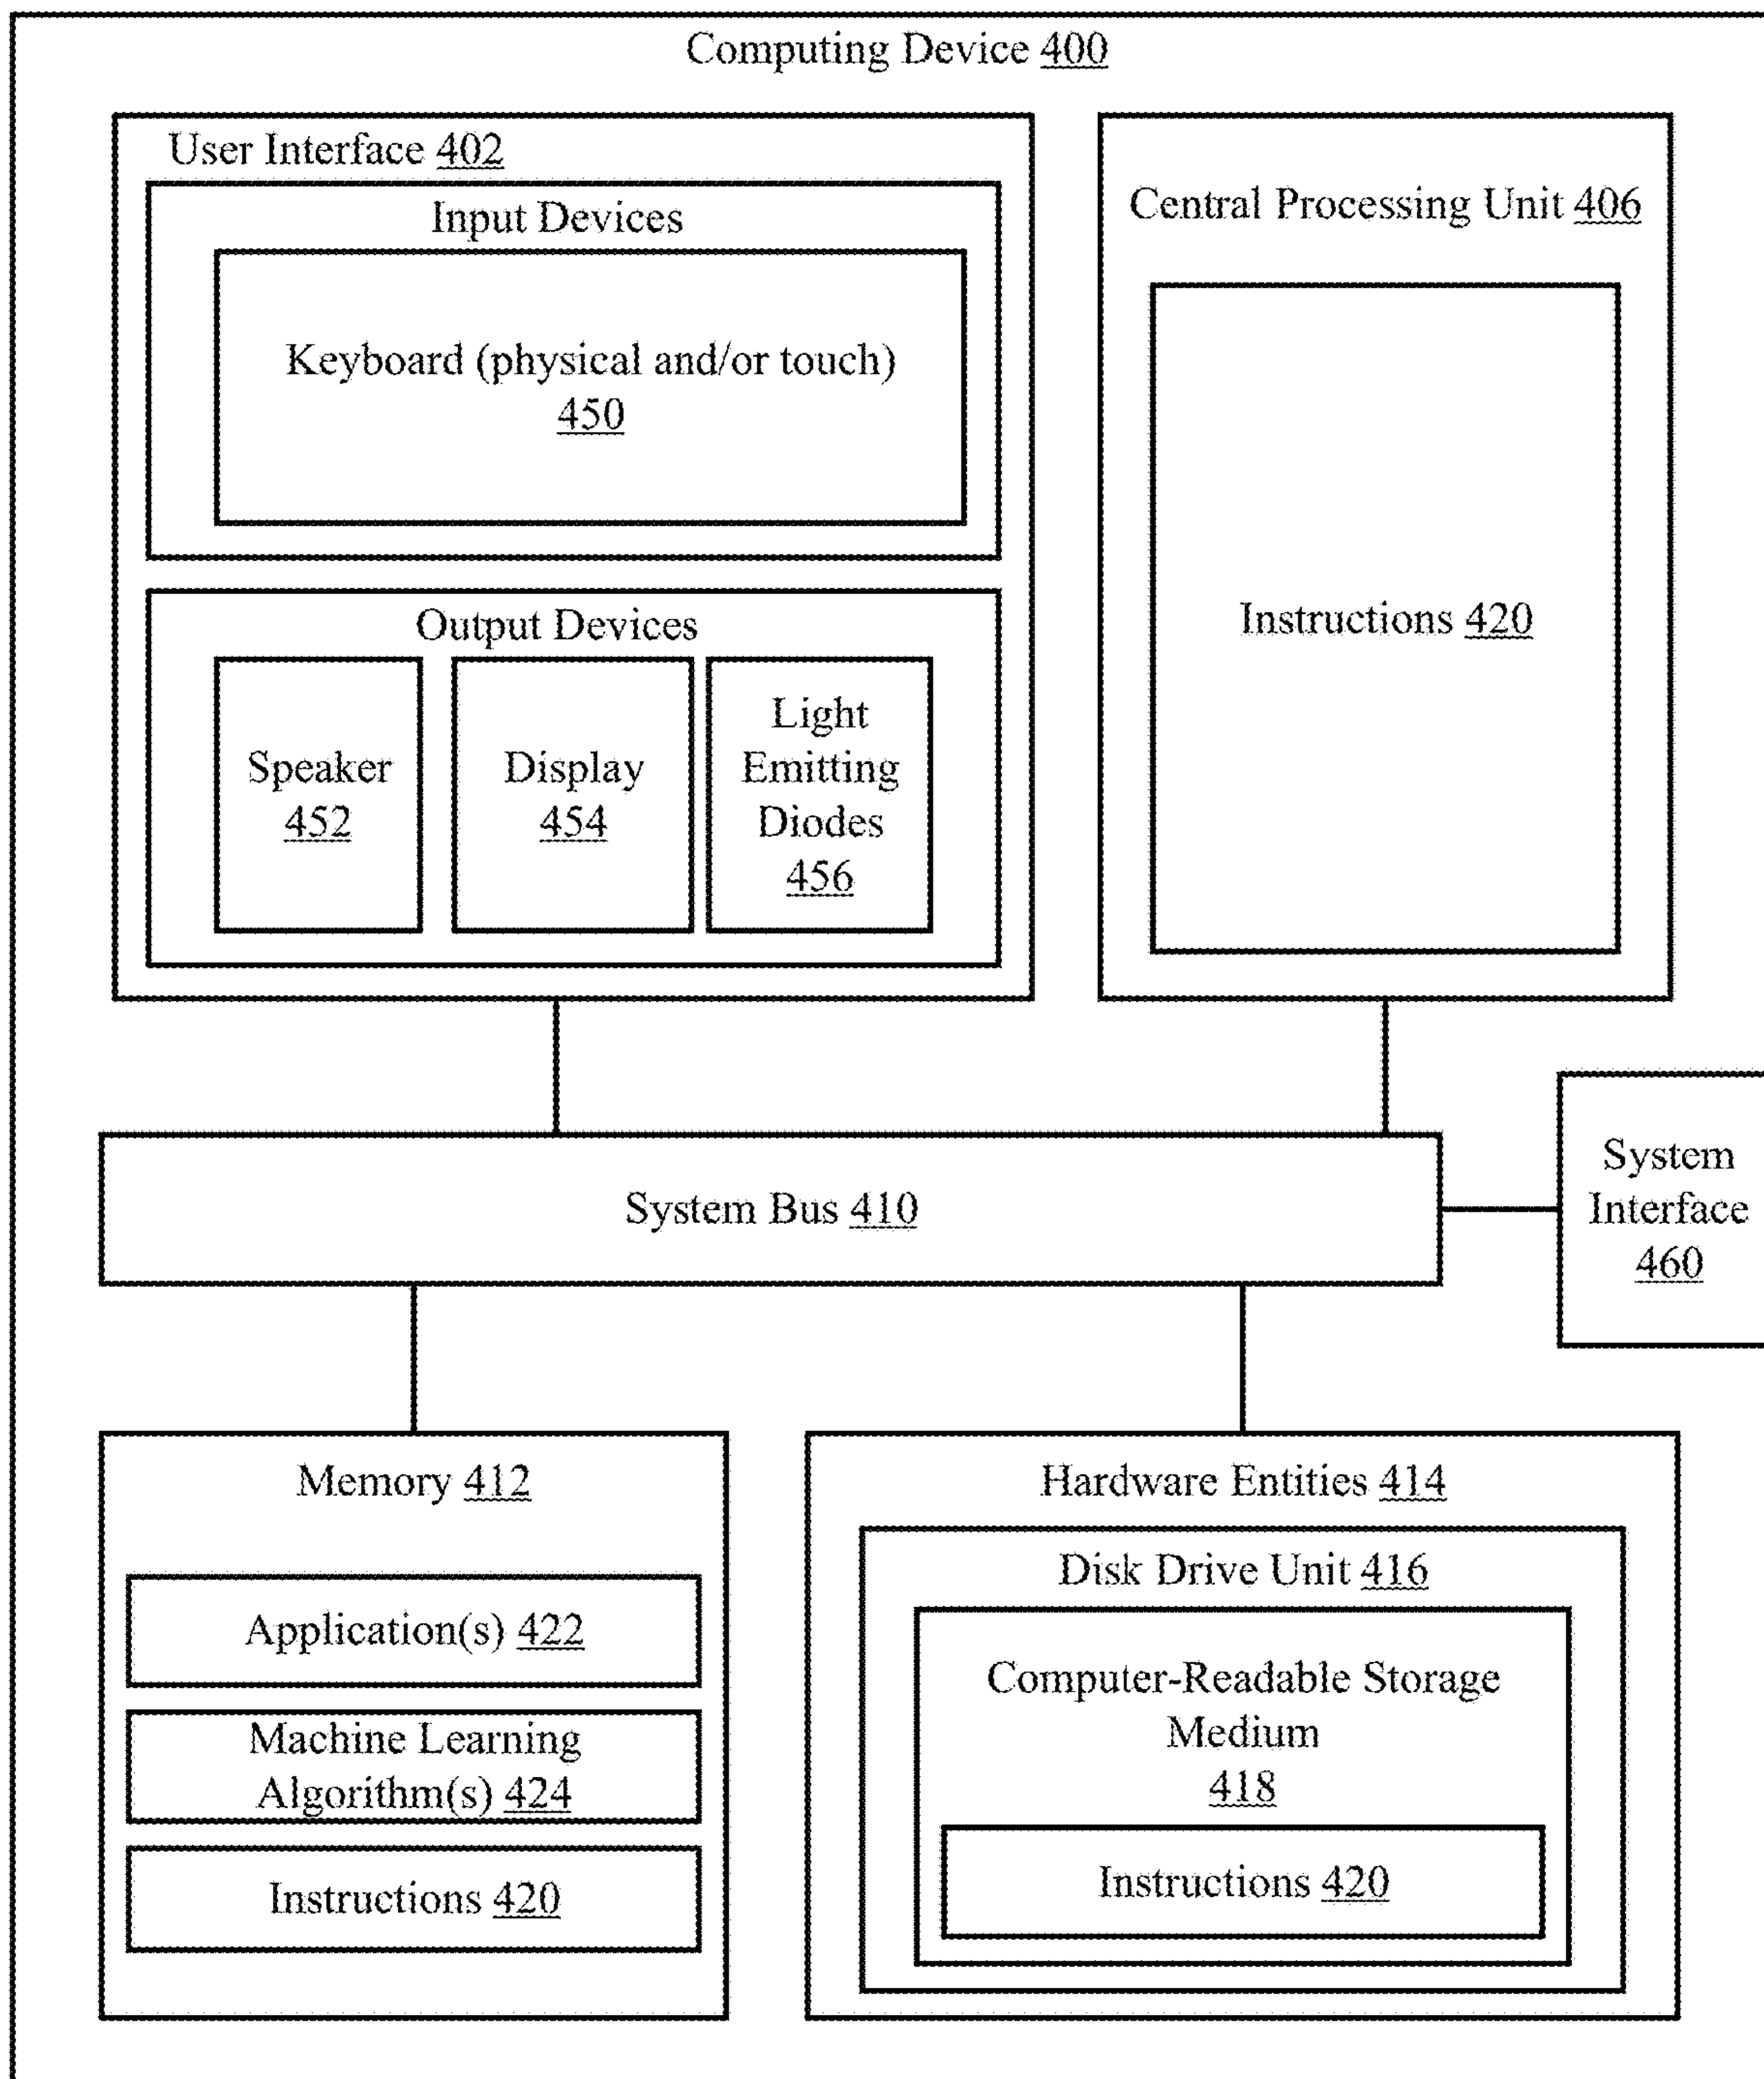 Computing Device 400
User Interface 402
Input Devices
Keyboard (physical and/or touch)
450
Output Devices
Speaker
452
Display
454
Light
Emitting
Diodes
456
Central Processing Unit 406
Instructions 420
System Bus 410
System
Interface
460
Memory 412
Application(s) 422
Machine Learning
Algorithm(s) 424
Instructions 420
Hardware Entities 414
Disk Drive Unit 416
Computer-Readable Storage
Medium
418
Instructions 420